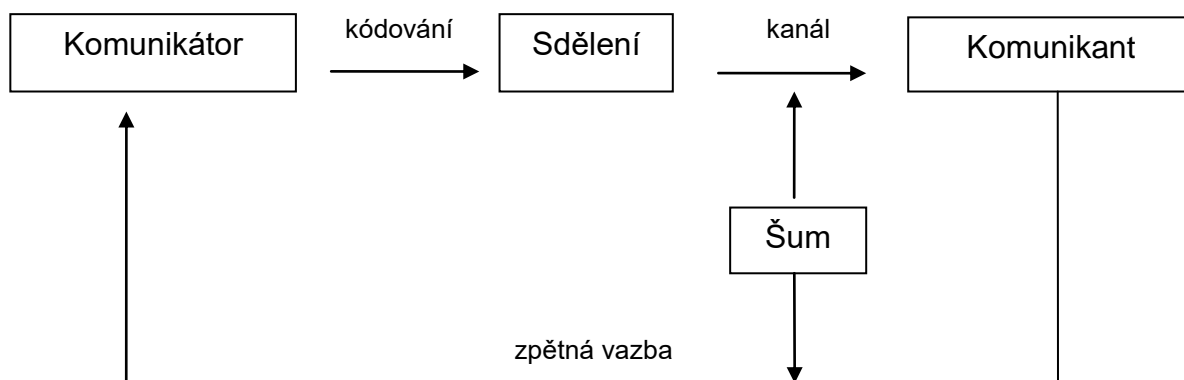 Komunikátor
kódování
Sdělení
kanál
Komunikant
Šum
zpětná vazba